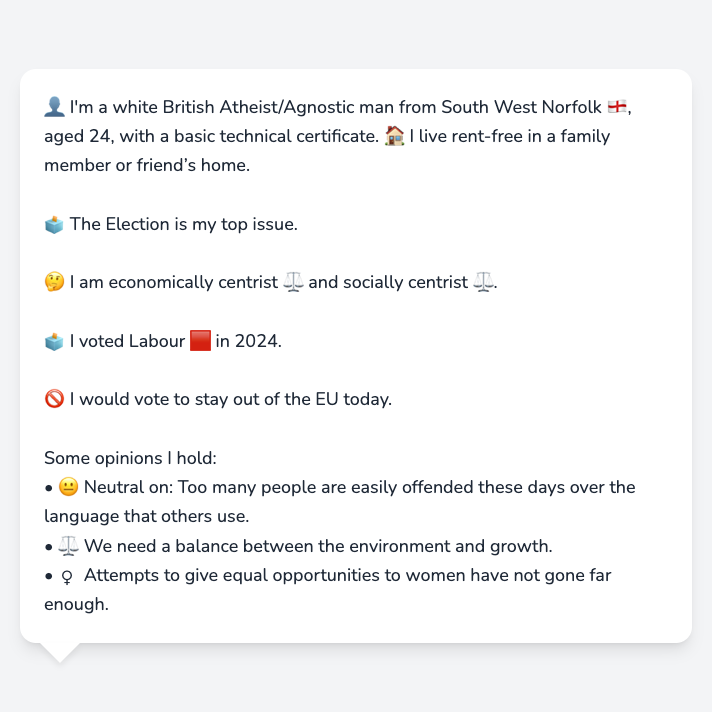 👤 I'm a white British Atheist/Agnostic man from South West Norfolk 🏴󠁧󠁢󠁥󠁮󠁧󠁿,
aged 24, with a basic technical certificate. 🏠 I live rent-free in a family
member or friend’s home.
🗳️ The Election is my top issue.
🤔 I am economically centrist ⚖️ and socially centrist ⚖️.
🗳️ I voted Labour 🟥 in 2024.
🚫 I would vote to stay out of the EU today.
Some opinions I hold:
• 😐 Neutral on: Too many people are easily offended these days over the
language that others use.
• ⚖️ We need a balance between the environment and growth.
• ♀ Attempts to give equal opportunities to women have not gone far
enough.